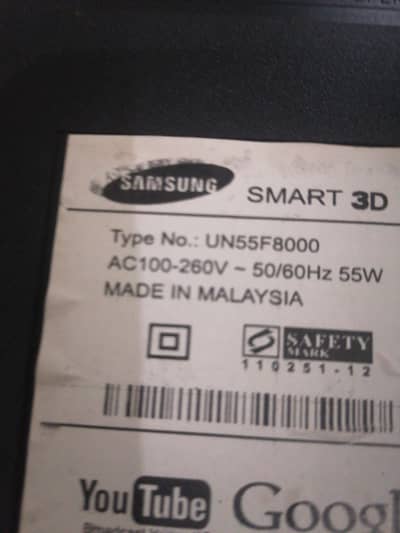 SAMSUNG SMART 3D
Type No.: UN55F8000
AC100-260V ~ 50/60Hz 55W
MADE IN MALAYSIA
SAFETY
MARK
110251-12
YouTube Googl